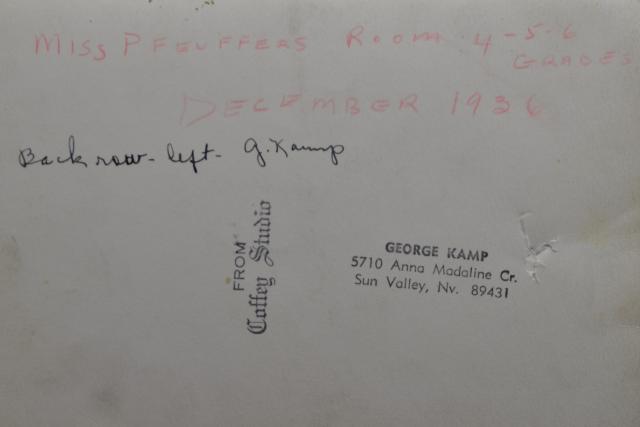 MISS PFEUFFERS ROOM 4-5-6
GRADES
DECEMBER 1936
Back row - left - G. Kamp
FROM
Coffey Studio
GEORGE KAMP
5710 Anna Madaline Cr.
Sun Valley, Nv. 89431